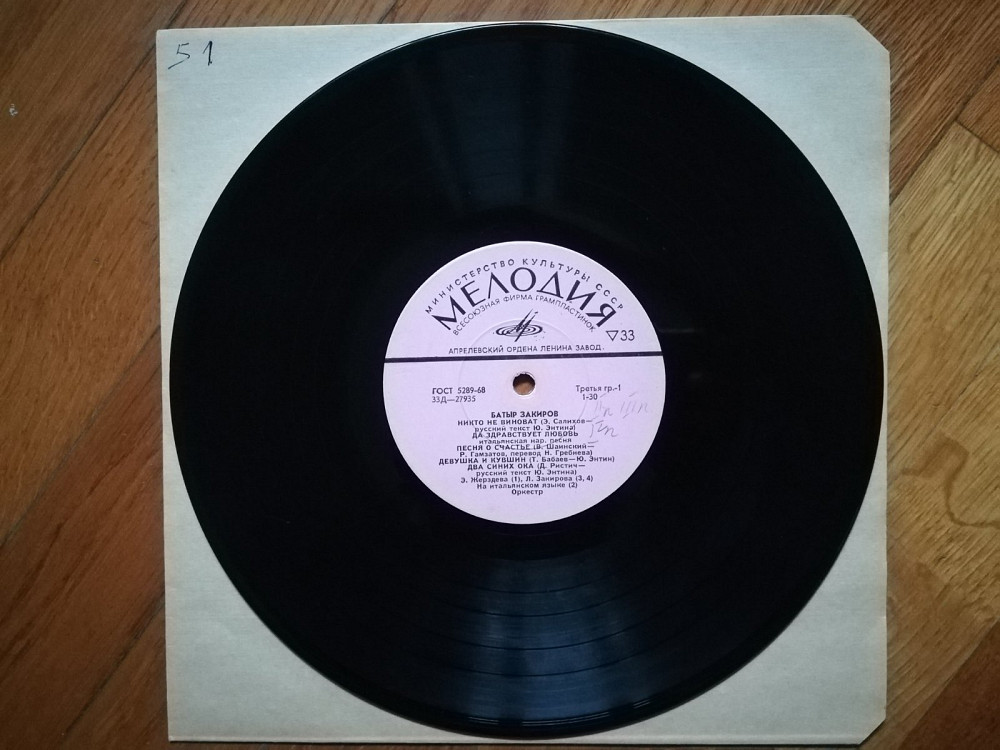 51
МИНИСТЕРСТВО КУЛЬТУРЫ СССР
МЕЛОДИЯ
ВСЕСОЮЗНАЯ ФИРМА ГРАМПЛАСТИНОК
▽33
АПРЕЛЕВСКИЙ ОРДЕНА ЛЕНИНА ЗАВОД
ГОСТ 5289-68 Третья гр.-1
33Д—27935 1-30
БАТЫР ЗАКИРОВ
НИКТО НЕ ВИНОВАТ (Э. Салихов—
русский текст Ю. Энтина)
ДА ЗДРАВСТВУЕТ ЛЮБОВЬ
итальянская нар. песня
ПЕСНЯ О СЧАСТЬЕ (В. Шаинский—
Р. Гамзатов, перевод Н. Гребнева)
ДЕВУШКА И КУВШИН (Т. Бабаев—Ю. Энтин)
ДВА СИНИХ ОКА (Д. Ристич—
русский текст Ю. Энтина)
Э. Жерздева (1), Л. Закирова (3, 4)
На итальянском языке (2)
Оркестр